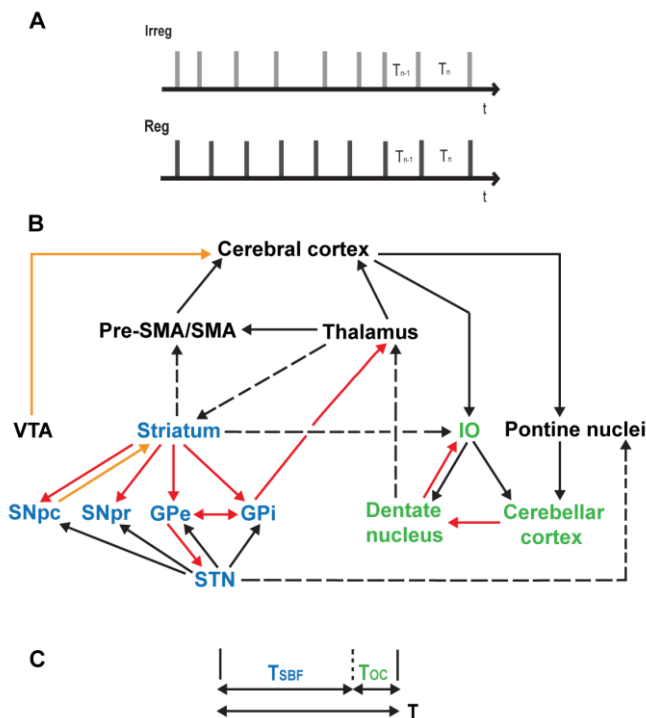 A
Irreg
Tn-1 Tn
t
Reg
Tn-1 Tn
t
B
Cerebral cortex
Pre-SMA/SMA Thalamus
VTA Striatum IO Pontine nuclei
SNpc SNpr GPe GPi Dentate nucleus Cerebellar cortex
STN
C
TSBF TOC
T